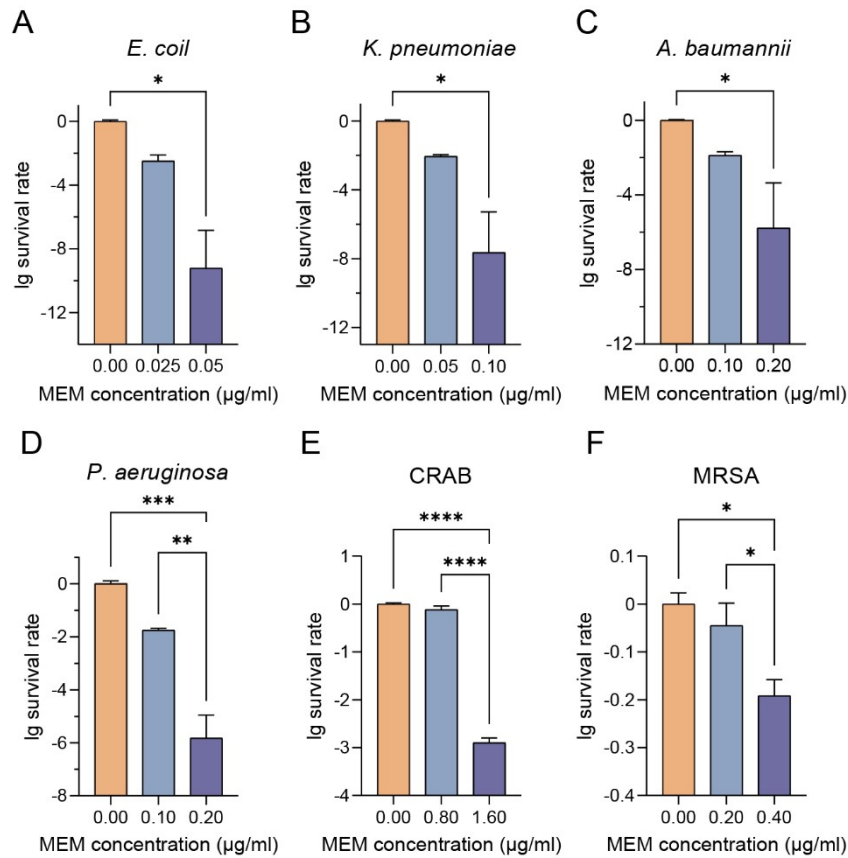 A
E. coil
*
lg survival rate
0
-4
-8
-12
0.00 0.025 0.05
MEM concentration (µg/ml)
B
K. pneumoniae
*
lg survival rate
0
-4
-8
-12
0.00 0.05 0.10
MEM concentration (µg/ml)
C
A. baumannii
*
lg survival rate
0
-4
-8
-12
0.00 0.10 0.20
MEM concentration (µg/ml)
D
P. aeruginosa
***
**
lg survival rate
0
-2
-4
-6
-8
0.00 0.10 0.20
MEM concentration (µg/ml)
E
CRAB
****
****
lg survival rate
1
0
-1
-2
-3
-4
0.00 0.80 1.60
MEM concentration (µg/ml)
F
MRSA
*
*
lg survival rate
0.1
0
-0.1
-0.2
-0.3
-0.4
0.00 0.20 0.40
MEM concentration (µg/ml)